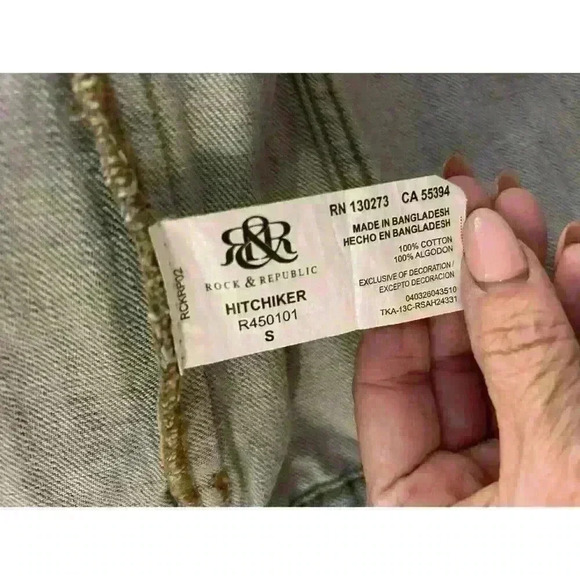 R&R
ROCK & REPUBLIC
HITCHIKER
R450101
S
ROKRP02
RN 130273 CA 55394
MADE IN BANGLADESH
HECHO EN BANGLADESH
100% COTTON
100% ALGODON
EXCLUSIVE OF DECORATION/
EXCEPTO DECORACION
040326043510
TKA-13C-RSAH24331